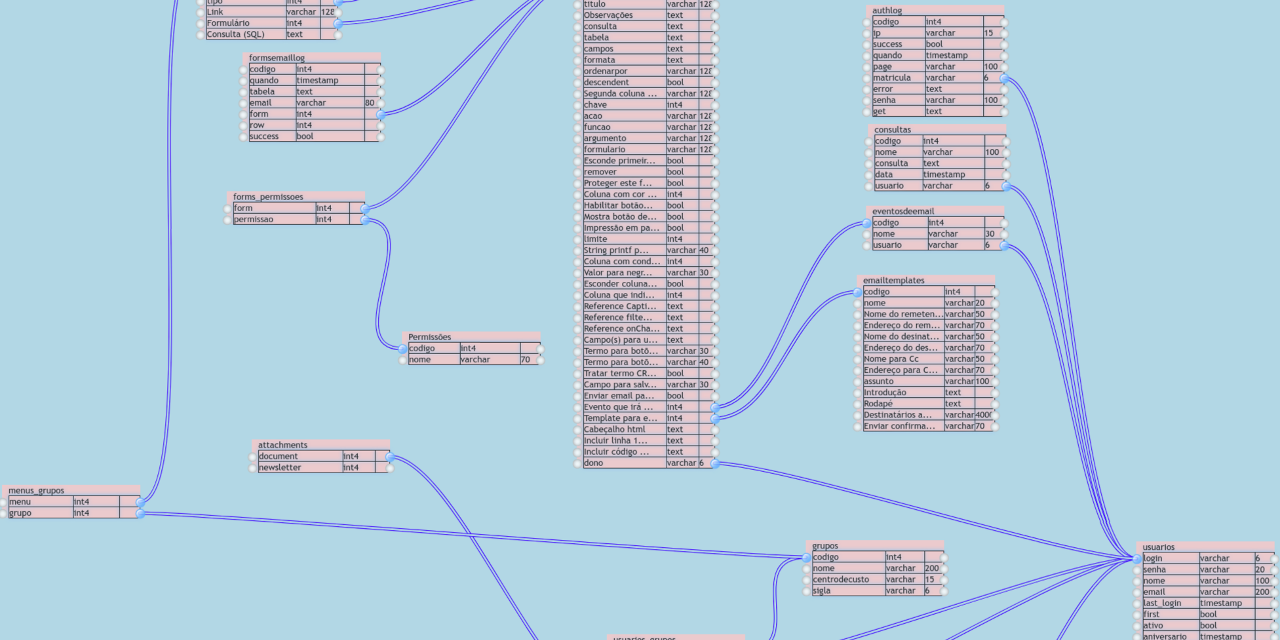 Tipo int4
Link varchar 128
Formulário int4
Consulta (SQL) text
formsemaillog
codigo int4
quando timestamp
tabela text
email varchar 80
form int4
row int4
success bool
forms_permissoes
form int4
permissao int4
Permissões
codigo int4
nome varchar 70
attachments
document int4
newsletter int4
menus_grupos
menu int4
grupo int4
titulo varchar 128
Observações text
consulta text
tabela text
campos text
formata text
ordenarpor varchar 128
descendent bool
Segunda coluna ... varchar 128
chave int4
acao varchar 128
funcao varchar 128
argumento varchar 128
formulario varchar 128
Esconde primeir... bool
remover bool
Proteger este f... bool
Coluna com cor ... int4
Habilitar botão... bool
Mostra botão de... bool
Impressão em pa... bool
limite int4
String printf p... varchar 40
Coluna com cond... int4
Valor para negr... varchar 30
Esconder coluna... bool
Coluna que indi... int4
Reference Capti... text
Reference filte... text
Reference onCha... text
Campo(s) para u... text
Termo para botõ... varchar 30
Termo para botõ... varchar 40
Tratar termo CR... bool
Campo para salv... varchar 30
Enviar email pa... bool
Evento que irá ... int4
Template para e... int4
Cabeçalho html text
Incluir linha 1... text
Incluir código ... text
dono varchar 6
authlog
codigo int4
ip varchar 15
success bool
quando timestamp
page varchar 100
matricula varchar 6
error text
senha varchar 100
get text
consultas
codigo int4
nome varchar 100
consulta text
data timestamp
usuario varchar 6
eventosdeemail
codigo int4
nome varchar 30
usuario varchar 6
emailtemplates
codigo int4
nome varchar 20
Nome do remeten... varchar 50
Endereço do rem... varchar 70
Nome do desinat... varchar 50
Endereço do des... varchar 70
Nome para Cc varchar 50
Endereço para C... varchar 70
assunto varchar 100
Introdução text
Rodapé text
Destinatários a... varchar 4000
Enviar confirma... varchar 70
grupos
codigo int4
nome varchar 200
centrodecusto varchar 15
sigla varchar 6
usuarios_grupos
usuarios
login varchar 6
senha varchar 20
nome varchar 100
email varchar 200
last_login timestamp
first bool
ativo bool
aniversario timestamp